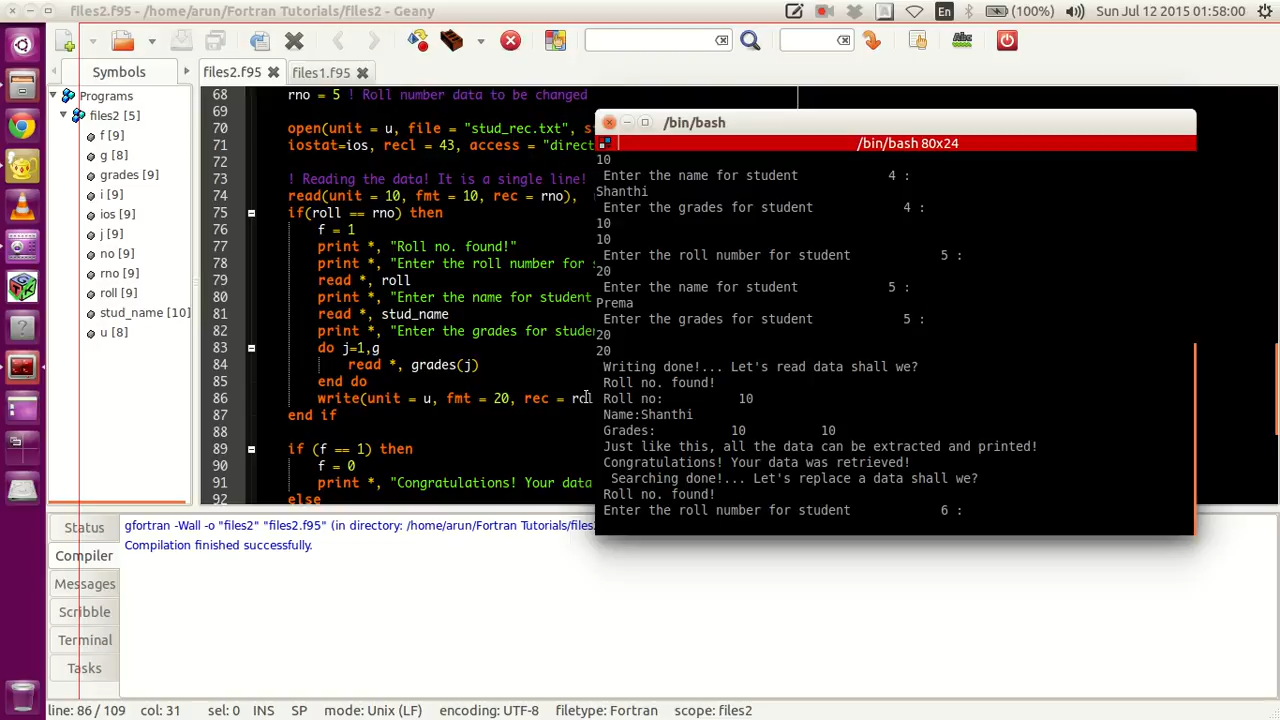 files2.f95 - /home/arun/Fortran Tutorials/files2 - Geany
En
(100%)
Sun Jul 12 2015 01:58:00
Symbols
files2.f95
files1.f95
Programs
files2 [5]
f [9]
g [8]
grades [9]
i [9]
ios [9]
j [9]
no [9]
rno [9]
roll [9]
stud_name [10]
u [8]
68 rno = 5 ! Roll number data to be changed
69
70 open(unit = u, file = "stud_rec.txt",
71 iostat=ios, recl = 43, access = "direct
72
73 ! Reading the data! It is a single line!
74 read(unit = 10, fmt = 10, rec = rno),
75 if(roll == rno) then
76 f = 1
77 print *, "Roll no. found!"
78 print *, "Enter the roll number for
79 read *, roll
80 print *, "Enter the name for student
81 read *, stud_name
82 print *, "Enter the grades for stude
83 do j=1,g
84 read *, grades(j)
85 end do
86 write(unit = u, fmt = 20, rec =
87 end if
88
89 if (f == 1) then
90 f = 0
91 print *, "Congratulations! Your data
92 else
/bin/bash
/bin/bash 80x24
10
Enter the name for student 4 :
Shanthi
Enter the grades for student 4 :
10
10
Enter the roll number for student 5 :
20
Enter the name for student 5 :
Prema
Enter the grades for student 5 :
20
20
Writing done!... Let's read data shall we?
Roll no. found!
Roll no: 10
Name:Shanthi
Grades: 10 10
Just like this, all the data can be extracted and printed!
Congratulations! Your data was retrieved!
Searching done!... Let's replace a data shall we?
Roll no. found!
Enter the roll number for student 6 :
Status
Compiler
Messages
Scribble
Terminal
Tasks
gfortran -Wall -o "files2" "files2.f95" (in directory: /home/arun/Fortran Tutorials/files
Compilation finished successfully.
line: 86 / 109 col: 31 sel: 0 INS SP mode: Unix (LF) encoding: UTF-8 filetype: Fortran scope: files2